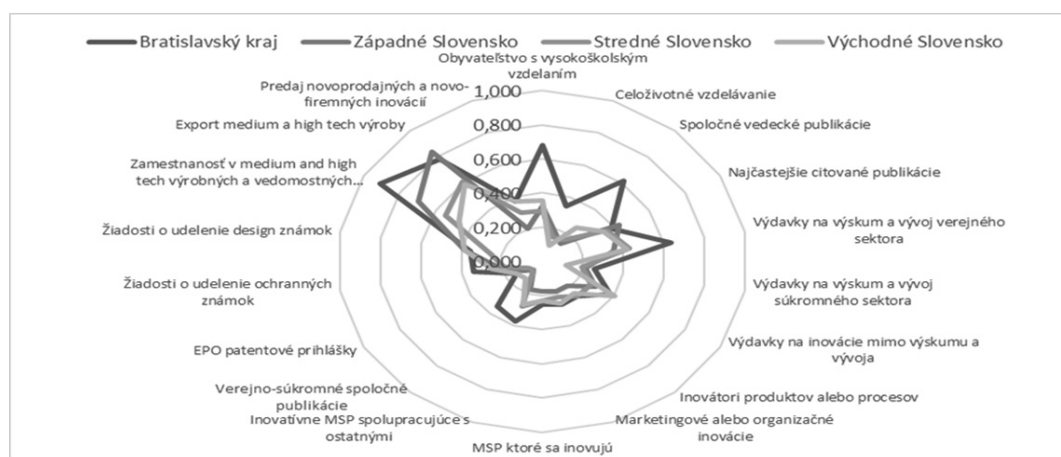 Bratislavský kraj Západné Slovensko Stredné Slovensko Východné Slovensko
Obyvateľstvo s vysokoškolským
vzdelaním
Celoživotné vzdelávanie
Spoločné vedecké publikácie
Najčastejšie citované publikácie
Výdavky na výskum a vývoj verejného
sektora
Výdavky na výskum a vývoj
súkromného sektora
Výdavky na inovácie mimo výskumu a
vývoja
Inovátori produktov alebo procesov
Marketingové alebo organizačné
inovácie
MSP ktoré sa inovujú
Inovatívne MSP spolupracujúce s
ostatnými
Verejno-súkromné spoločné
publikácie
EPO patentové prihlášky
Žiadosti o udelenie ochranných
známok
Žiadosti o udelenie design známok
Zamestnanosť v medium and high
tech výrobných a vedomostných...
Export medium a high tech výroby
Predaj novoprodajných a novo-
firemných inovácií
1,000
0,800
0,600
0,400
0,200
0,000